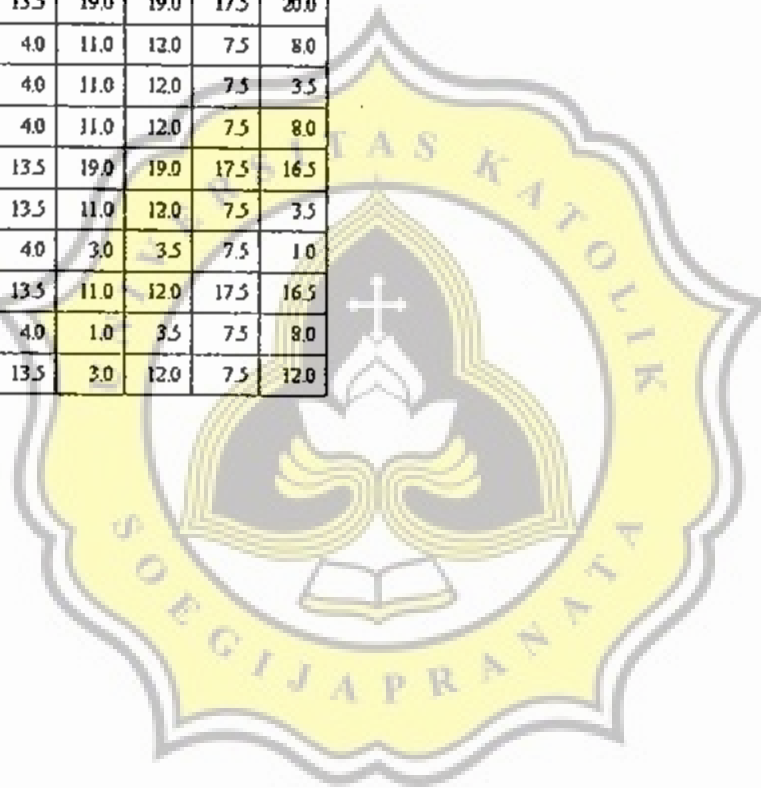 13.5 19.0 19.0 17.5 20.0
4.0 11.0 12.0 7.5 8.0
4.0 11.0 12.0 7.5 3.5
4.0 11.0 12.0 7.5 8.0
13.5 19.0 19.0 17.5 16.5
13.5 11.0 12.0 7.5 3.5
4.0 3.0 3.5 7.5 1.0
13.5 11.0 12.0 17.5 16.5
4.0 1.0 3.5 7.5 8.0
13.5 3.0 12.0 7.5 12.0
UNIVERSITAS KATOLIK
SOEGIJAPRANATA